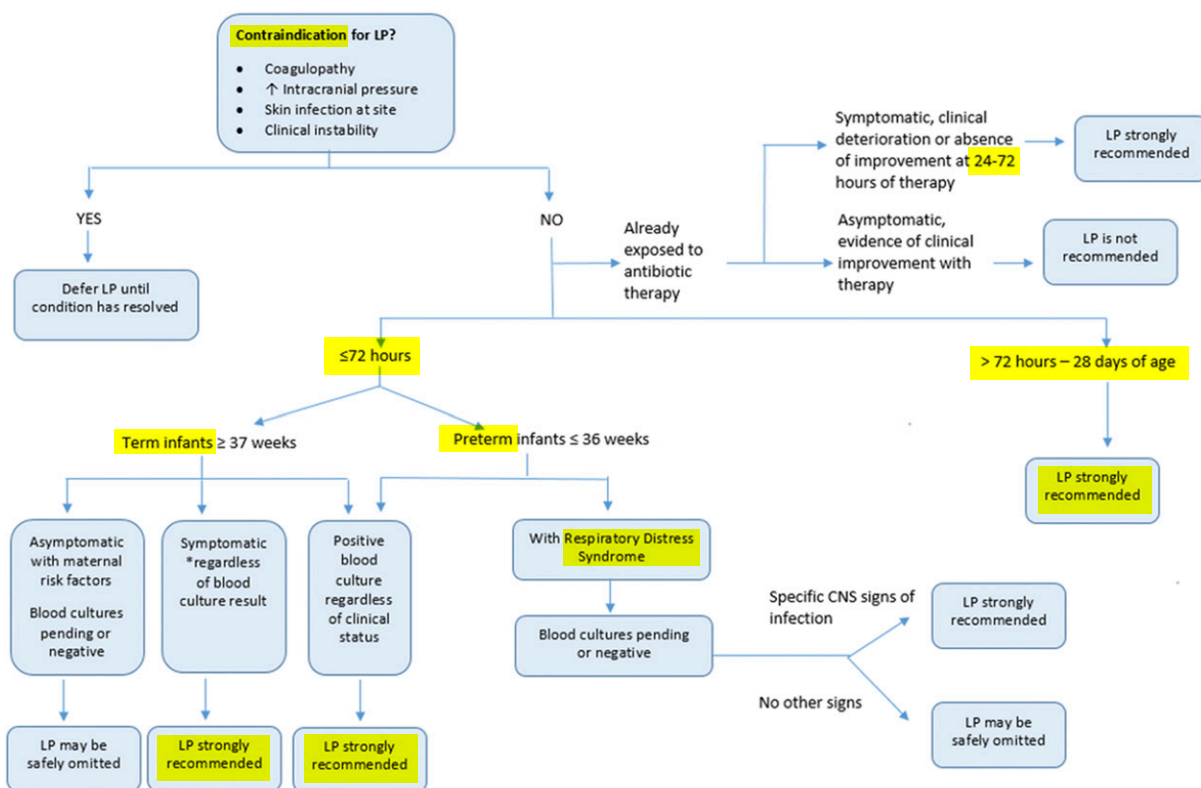 Contraindication for LP?
● Coagulopathy
● ↑ Intracranial pressure
● Skin infection at site
● Clinical instability
YES
NO
Defer LP until
condition has resolved
Already
exposed to
antibiotic
therapy
Symptomatic, clinical
deterioration or absence
of improvement at 24-72
hours of therapy
LP strongly
recommended
Asymptomatic,
evidence of clinical
improvement with
therapy
LP is not
recommended
≤72 hours
> 72 hours – 28 days of age
LP strongly
recommended
Term infants ≥ 37 weeks
Preterm infants ≤ 36 weeks
Asymptomatic
with maternal
risk factors
Blood cultures
pending or
negative
Symptomatic
*regardless
of blood
culture result
Positive
blood
culture
regardless
of clinical
status
With Respiratory Distress
Syndrome
Blood cultures pending
or negative
Specific CNS signs of
infection
LP strongly
recommended
No other signs
LP may be
safely omitted
LP may be
safely omitted
LP strongly
recommended
LP strongly
recommended